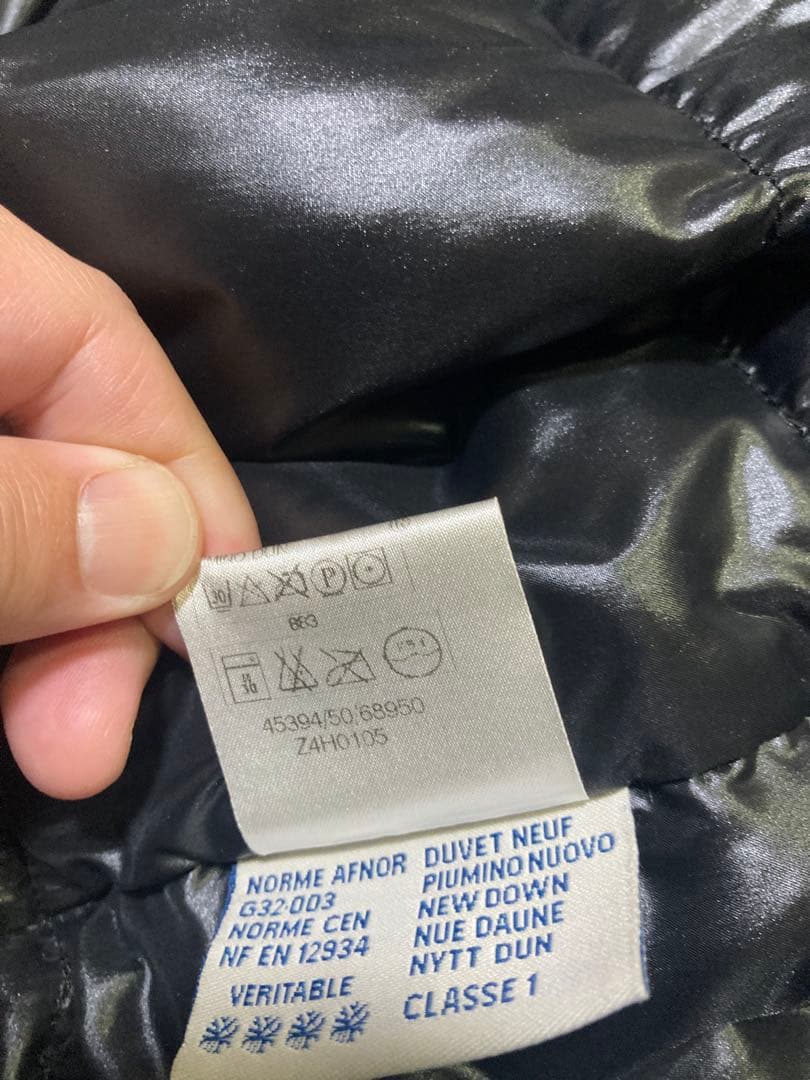 30 P
883
45394/50.68950
Z4H0105
NORME AFNOR
G32-003
NORME CEN
NF EN 12934
VERITABLE
DUVET NEUF
PIUMINO NUOVO
NEW DOWN
NUE DAUNE
NYTT DUN
CLASSE 1